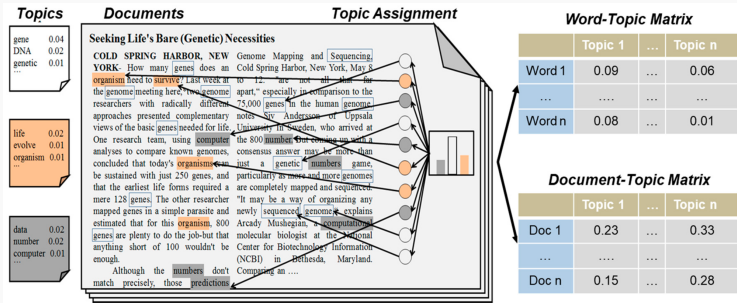 Topics
Documents
Topic Assignment
Word-Topic Matrix
gene 0.04
DNA 0.02
genetic 0.01
...
life 0.02
evolve 0.01
organism 0.01
...
data 0.02
number 0.02
computer 0.01
...
Seeking Life's Bare (Genetic) Necessities
COLD SPRING HARBOR, NEW
YORK- How many genes does an
organism need to survive? Last week at
the genome meeting here, two genome
researchers with radically different
approaches presented complementary
views of the basic genes needed for life.
One research team, using computer
analyses to compare known genomes,
concluded that today's organisms can
be sustained with just 250 genes, and
that the earliest life forms required a
mere 128 genes. The other researcher
mapped genes in a simple parasite and
estimated that for this organism, 800
genes are plenty to do the job-but that
anything short of 100 wouldn't be
enough.
Although the numbers don't
match precisely, those predictions
Genome Mapping and Sequencing,
Cold Spring Harbor, New York, May 8
to 12. "are not all that far
apart," especially in comparison to the
75,000 genes in the human genome,
notes Siv Andersson of Uppsala
University in Sweden, who arrived at
the 800 number. But coming up with a
consensus answer may be more than
just a genetic numbers game,
particularly as more and more genomes
are completely mapped and sequenced.
"It may be a way of organizing any
newly sequenced genome," explains
Arcady Mushegian, a computational
molecular biologist at the National
Center for Biotechnology Information
(NCBI) in Bethesda, Maryland.
Comparing an ....
Topic 1 ... Topic n
Word 1 0.09 ... 0.06
... .... ... ....
Word n 0.08 ... 0.01
Document-Topic Matrix
Topic 1 ... Topic n
Doc 1 0.23 ... 0.33
.... .... ... ....
Doc n 0.15 ... 0.28